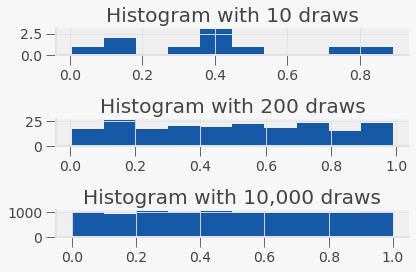 Histogram with 10 draws
2.5
0.0
0.0 0.2 0.4 0.6 0.8
Histogram with 200 draws
25
0
0.0 0.2 0.4 0.6 0.8 1.0
Histogram with 10,000 draws
1000
0
0.0 0.2 0.4 0.6 0.8 1.0